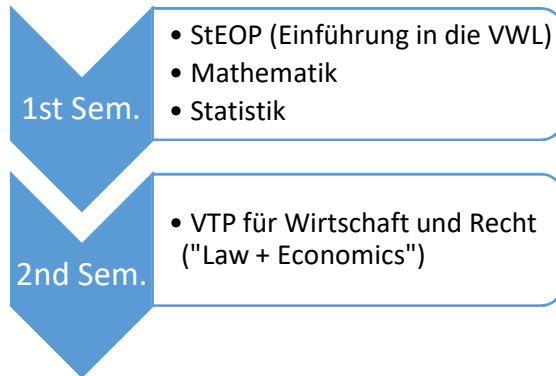 1st Sem.
• StEOP (Einführung in die VWL)
• Mathematik
• Statistik
2nd Sem.
• VTP für Wirtschaft und Recht
("Law + Economics")